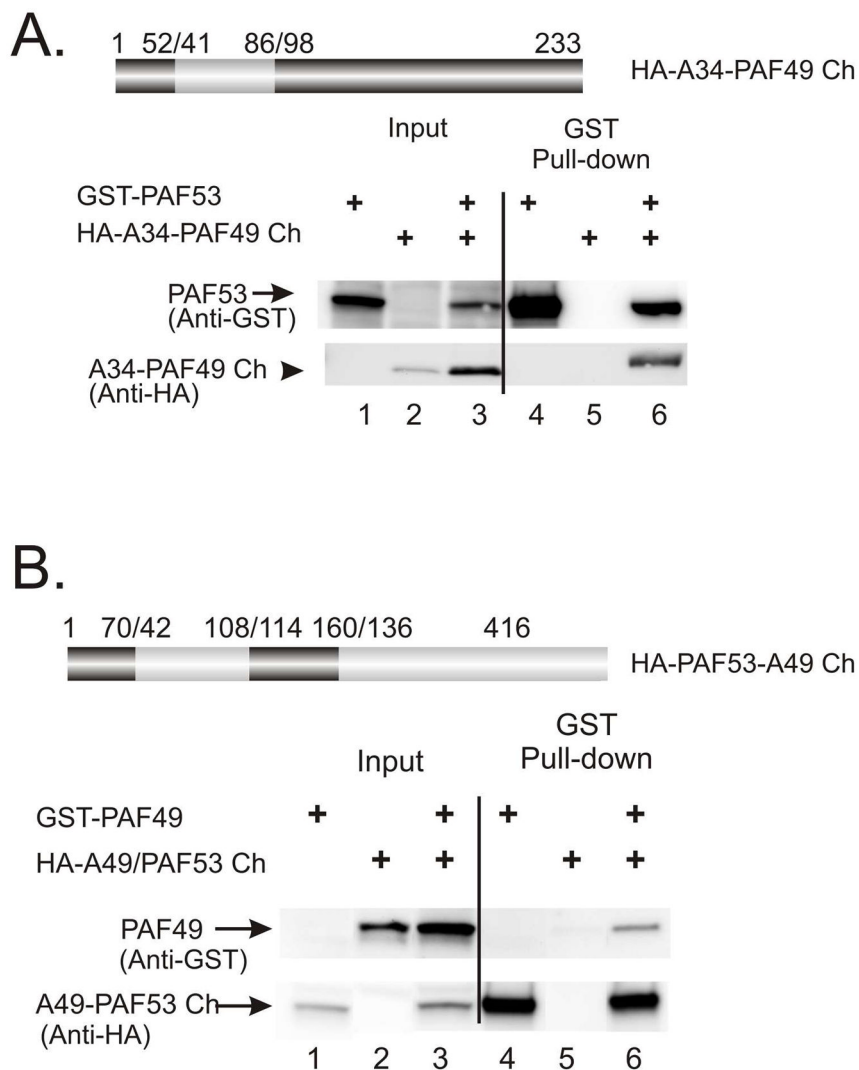 A.
1 52/41 86/98 233
HA-A34-PAF49 Ch
Input
GST
Pull-down
GST-PAF53 + + + +
HA-A34-PAF49 Ch + + + +
PAF53
(Anti-GST)
A34-PAF49 Ch
(Anti-HA)
1 2 3 4 5 6
B.
1 70/42 108/114 160/136 416
HA-PAF53-A49 Ch
Input
GST
Pull-down
GST-PAF49 + + + +
HA-A49/PAF53 Ch + + + +
PAF49
(Anti-GST)
A49-PAF53 Ch
(Anti-HA)
1 2 3 4 5 6